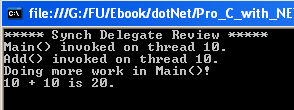 file:///G:/FU/Ebook/dotNet/Pro_C_with_NE
***** Synch Delegate Review *****
Main() invoked on thread 10.
Add() invoked on thread 10.
Doing more work in Main()!
10 + 10 is 20.